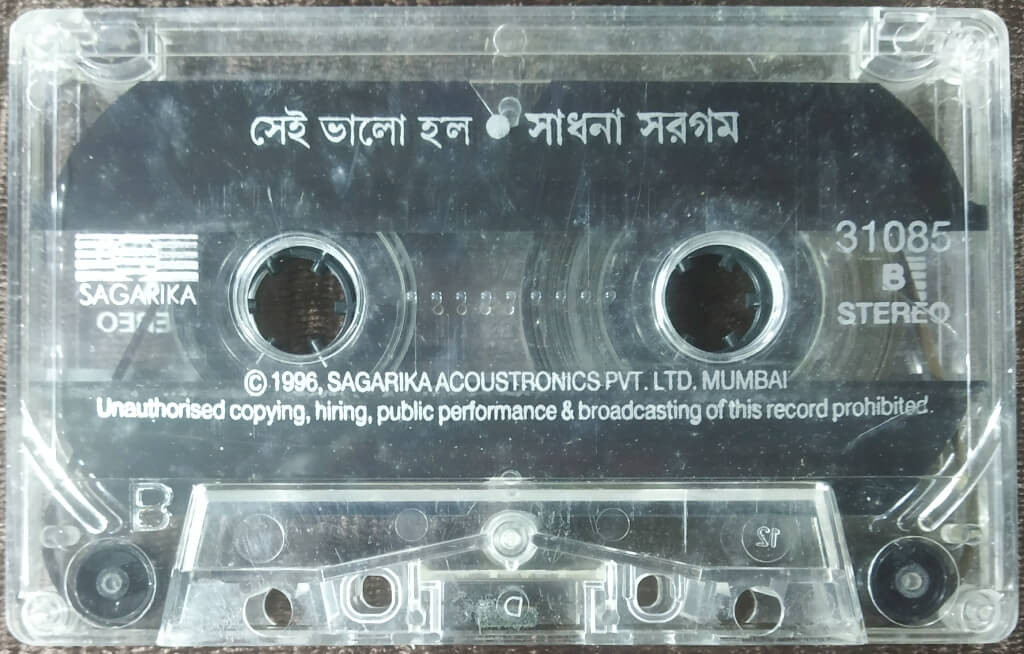 সেই ভালো হল ● সাধনা সরগম
SAGARIKA
31085
B
STEREO
© 1996, SAGARIKA ACOUSTRONICS PVT. LTD. MUMBAI
Unauthorised copying, hiring, public performance & broadcasting of this record prohibited.
B
12
D